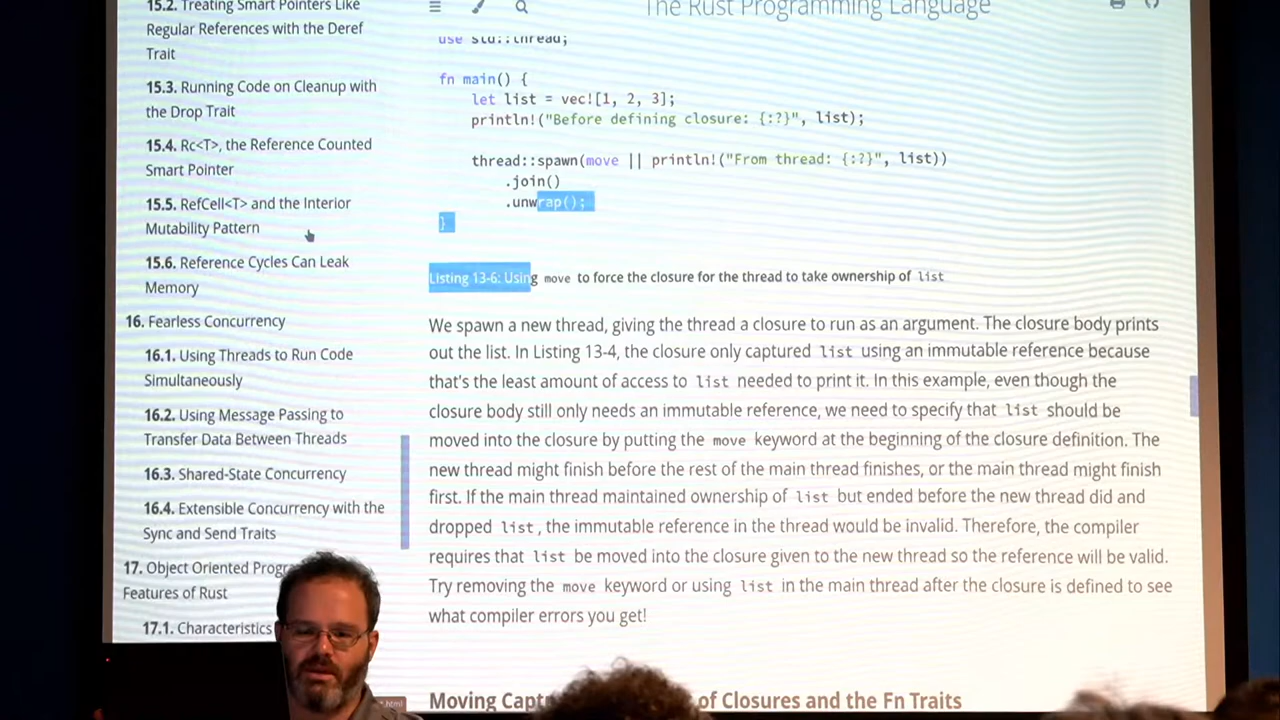 15.2. Treating Smart Pointers Like
Regular References with the Deref
Trait
15.3. Running Code on Cleanup with
the Drop Trait
15.4. Rc<T>, the Reference Counted
Smart Pointer
15.5. RefCell<T> and the Interior
Mutability Pattern
15.6. Reference Cycles Can Leak
Memory
16. Fearless Concurrency
16.1. Using Threads to Run Code
Simultaneously
16.2. Using Message Passing to
Transfer Data Between Threads
16.3. Shared-State Concurrency
16.4. Extensible Concurrency with the
Sync and Send Traits
17. Object Oriented Progr
Features of Rust
17.1. Characteristics
The Rust Programming Language
use std::thread;
fn main() {
let list = vec![1, 2, 3];
println!("Before defining closure: {:?}", list);
thread::spawn(move || println!("From thread: {:?}", list))
.join()
.unwrap();
}
Listing 13-6: Using move to force the closure for the thread to take ownership of list
We spawn a new thread, giving the thread a closure to run as an argument. The closure body prints
out the list. In Listing 13-4, the closure only captured list using an immutable reference because
that's the least amount of access to list needed to print it. In this example, even though the
closure body still only needs an immutable reference, we need to specify that list should be
moved into the closure by putting the move keyword at the beginning of the closure definition. The
new thread might finish before the rest of the main thread finishes, or the main thread might finish
first. If the main thread maintained ownership of list but ended before the new thread did and
dropped list, the immutable reference in the thread would be invalid. Therefore, the compiler
requires that list be moved into the closure given to the new thread so the reference will be valid.
Try removing the move keyword or using list in the main thread after the closure is defined to see
what compiler errors you get!
Moving Capt of Closures and the Fn Traits